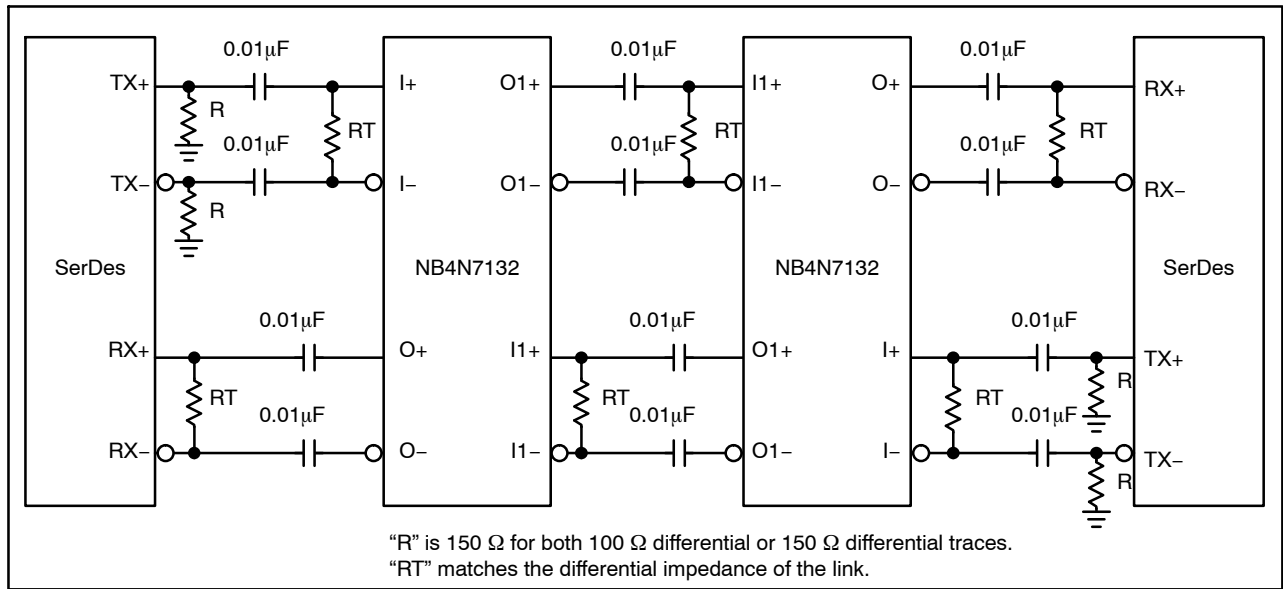 0.01μF 0.01μF 0.01μF
TX+ I+ O1+ I1+ O+ RX+
R RT RT RT
0.01μF 0.01μF 0.01μF
TX− I− O1− I1− O− RX−
R
SerDes NB4N7132 NB4N7132 SerDes
0.01μF 0.01μF 0.01μF
RX+ O+ I1+ O1+ I+ TX+
RT RT RT R
0.01μF 0.01μF 0.01μF
RX− O− I1− O1− I− TX−
R
“R” is 150 Ω for both 100 Ω differential or 150 Ω differential traces.
“RT” matches the differential impedance of the link.